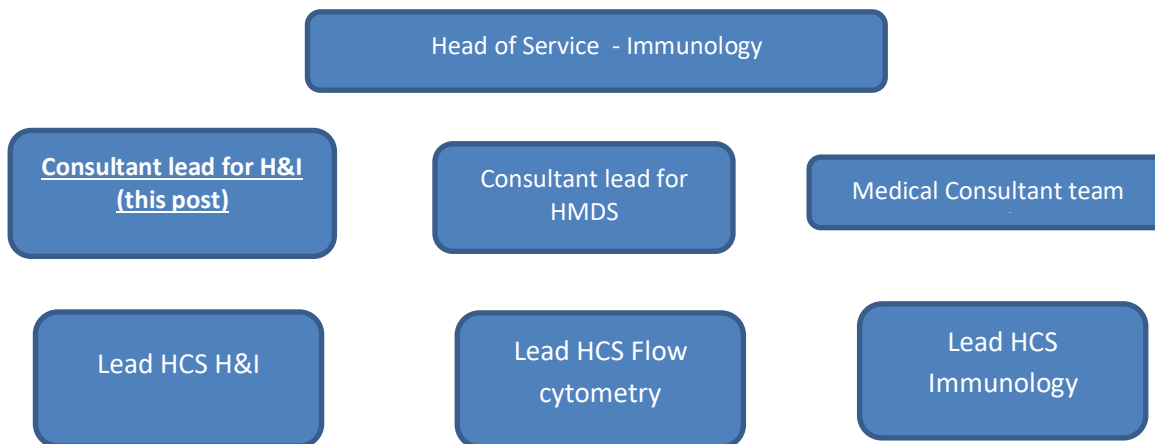 Head of Service - Immunology
Consultant lead for H&I
(this post)
Consultant lead for
HMDS
Medical Consultant team
Lead HCS H&I
Lead HCS Flow
cytometry
Lead HCS
Immunology